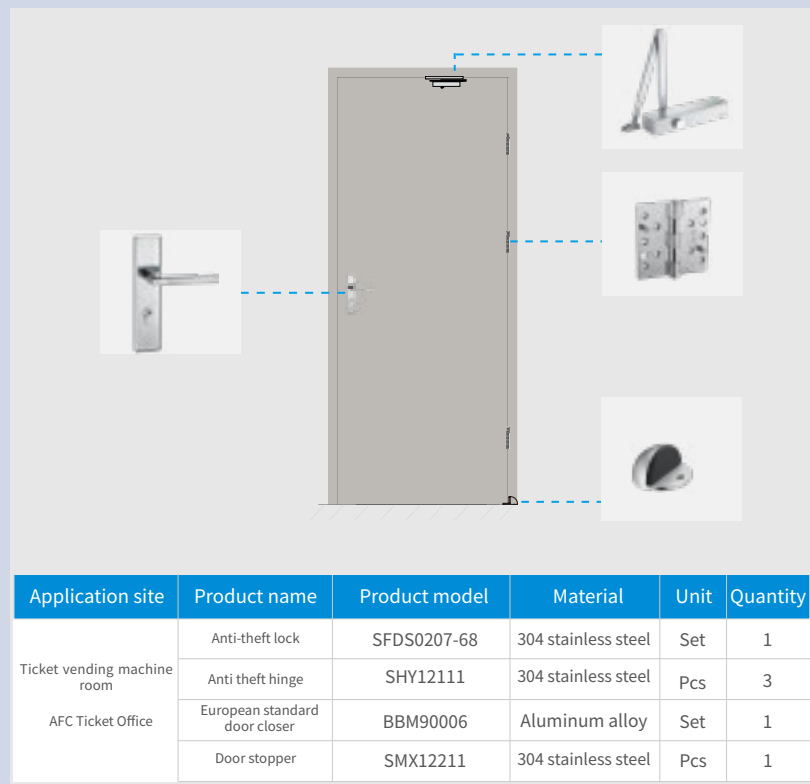 Application site Product name Product model Material Unit Quantity
Ticket vending machine
room
AFC Ticket Office
Anti-theft lock SFDS0207-68 304 stainless steel Set 1
Anti theft hinge SHY12111 304 stainless steel Pcs 3
European standard
door closer BBM90006 Aluminum alloy Set 1
Door stopper SMX12211 304 stainless steel Pcs 1